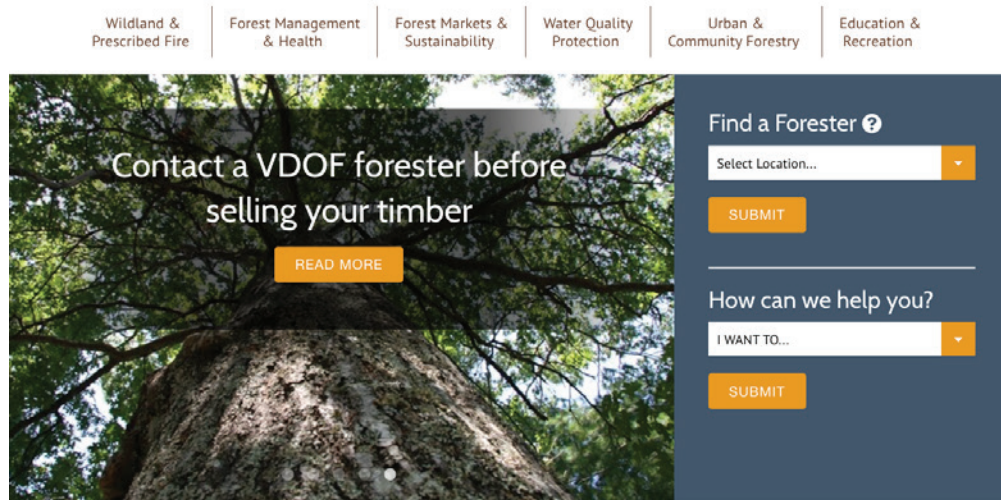 Wildland &
Prescribed Fire
Forest Management
& Health
Forest Markets &
Sustainability
Water Quality
Protection
Urban &
Community Forestry
Education &
Recreation
Contact a VDOF forester before
selling your timber
READ MORE
Find a Forester ?
Select Location...
SUBMIT
How can we help you?
I WANT TO...
SUBMIT